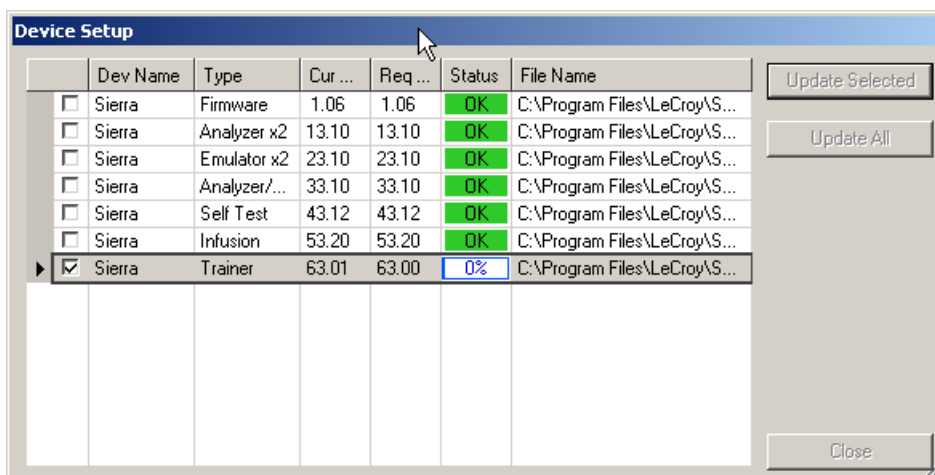 Device Setup
Dev Name Type Cur ... Req ... Status File Name
Update Selected
Sierra Firmware 1.06 1.06 OK C:\Program Files\LeCroy\S...
Sierra Analyzer x2 13.10 13.10 OK C:\Program Files\LeCroy\S...
Update All
Sierra Emulator x2 23.10 23.10 OK C:\Program Files\LeCroy\S...
Sierra Analyzer/... 33.10 33.10 OK C:\Program Files\LeCroy\S...
Sierra Self Test 43.12 43.12 OK C:\Program Files\LeCroy\S...
Sierra Infusion 53.20 53.20 OK C:\Program Files\LeCroy\S...
Sierra Trainer 63.01 63.00 0% C:\Program Files\LeCroy\S...
Close